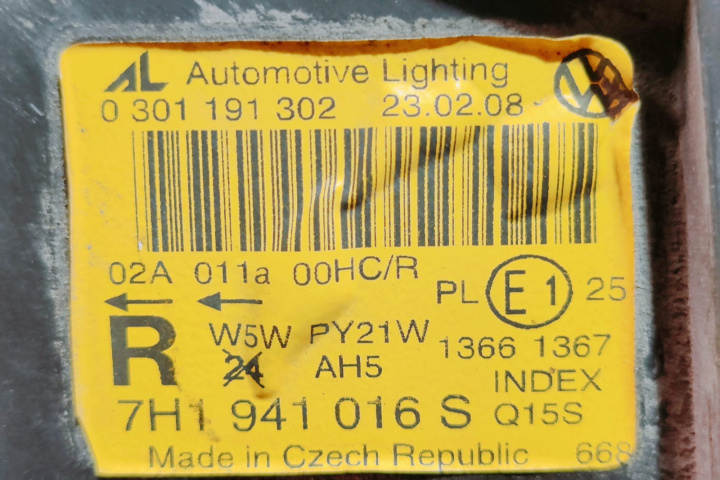 AL Automotive Lighting
0 301 191 302 23.02.08
02A 011a 00HC/R
PL E1 25
R W5W PY21W
1366 1367
24 AH5
INDEX
7H1 941 016 S Q15S
Made in Czech Republic 668